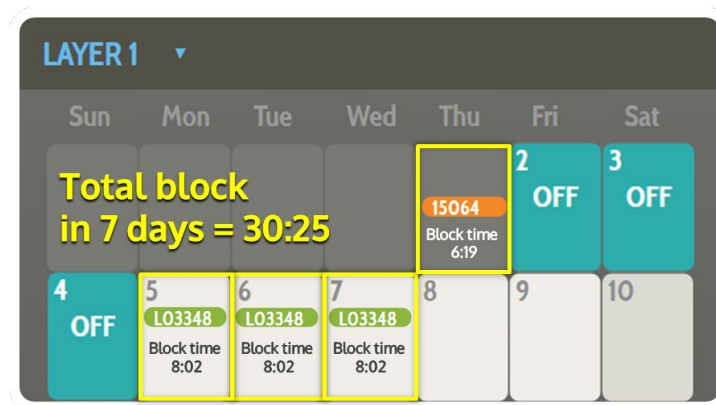 LAYER 1 ▼
Sun Mon Tue Wed Thu Fri Sat
Total block
in 7 days = 30:25
15064
Block time
6:19
2
OFF
3
OFF
4
OFF
5
LO3348
Block time
8:02
6
LO3348
Block time
8:02
7
LO3348
Block time
8:02
8
9
10